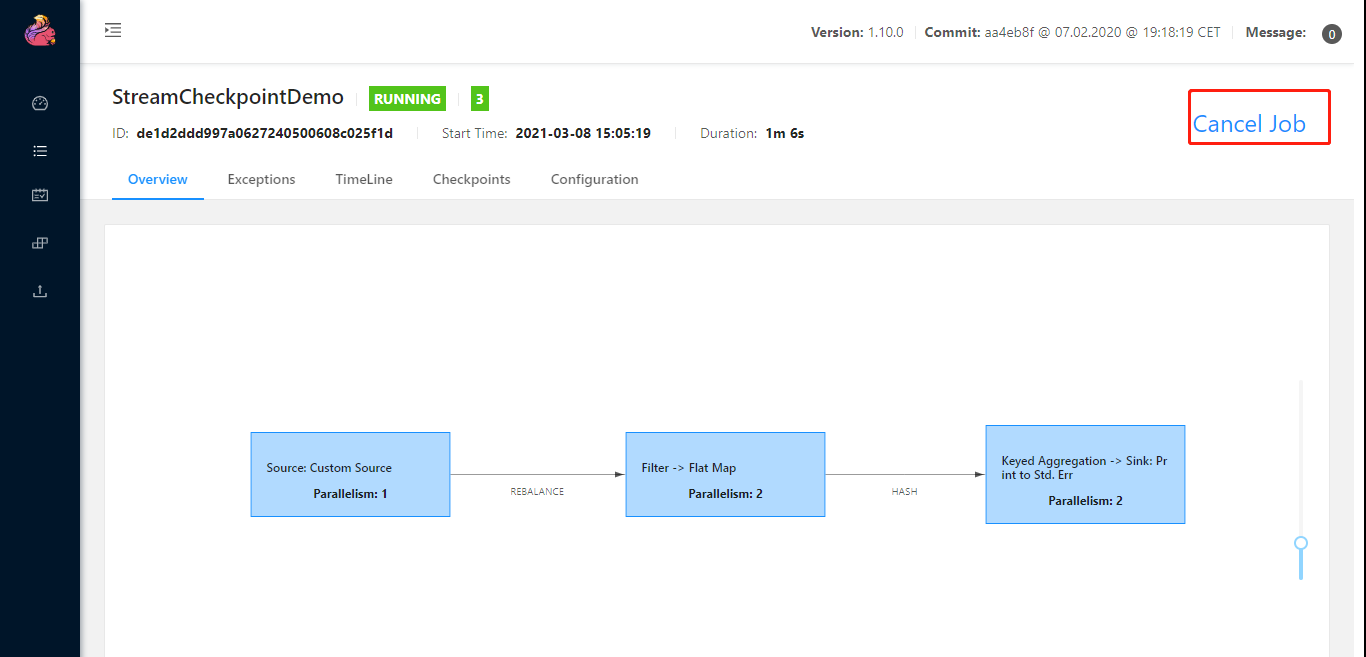 Version: 1.10.0 Commit: aa4eb8f @ 07.02.2020 @ 19:18:19 CET Message: 0
StreamCheckpointDemo RUNNING 3
ID: de1d2ddd997a0627240500608c025f1d Start Time: 2021-03-08 15:05:19 Duration: 1m 6s
Cancel Job
Overview Exceptions TimeLine Checkpoints Configuration
Source: Custom Source
Parallelism: 1
REBALANCE
Filter -> Flat Map
Parallelism: 2
HASH
Keyed Aggregation -> Sink: Pr
int to Std. Err
Parallelism: 2